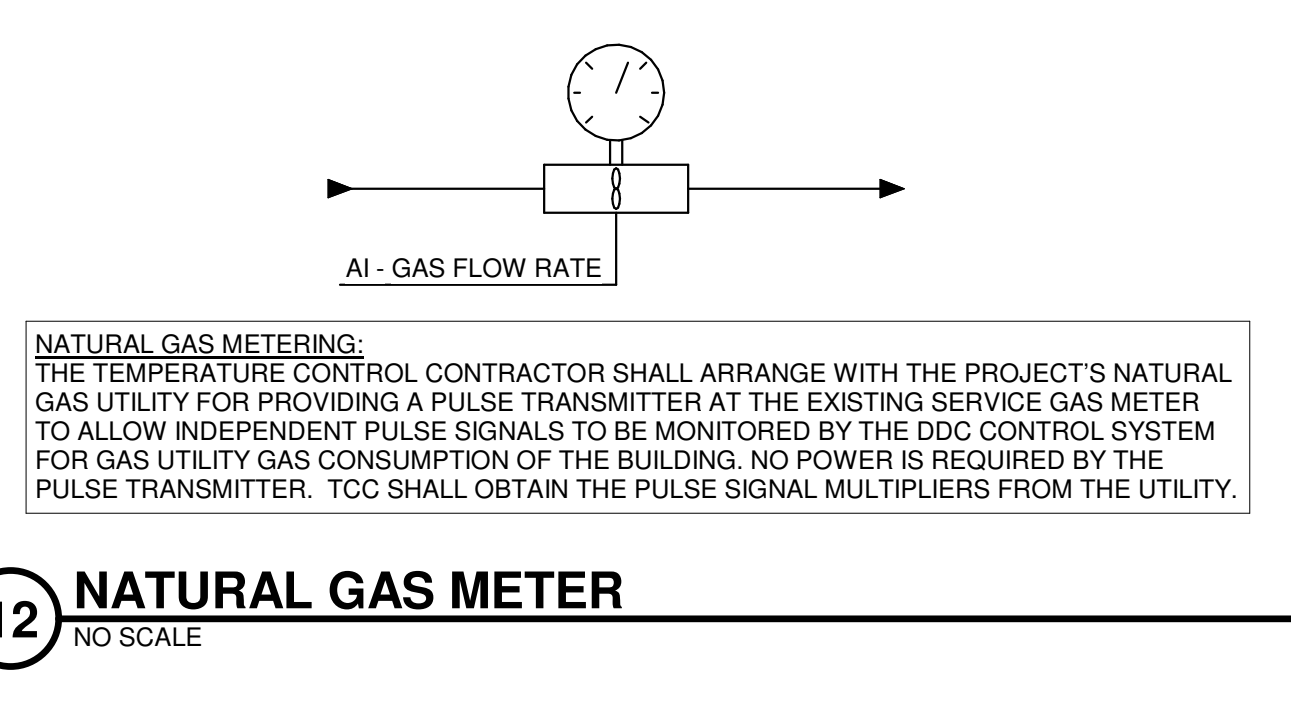 AI - GAS FLOW RATE
NATURAL GAS METERING:
THE TEMPERATURE CONTROL CONTRACTOR SHALL ARRANGE WITH THE PROJECT'S NATURAL
GAS UTILITY FOR PROVIDING A PULSE TRANSMITTER AT THE EXISTING SERVICE GAS METER
TO ALLOW INDEPENDENT PULSE SIGNALS TO BE MONITORED BY THE DDC CONTROL SYSTEM
FOR GAS UTILITY GAS CONSUMPTION OF THE BUILDING. NO POWER IS REQUIRED BY THE
PULSE TRANSMITTER.  TCC SHALL OBTAIN THE PULSE SIGNAL MULTIPLIERS FROM THE UTILITY.
12 NATURAL GAS METER
NO SCALE